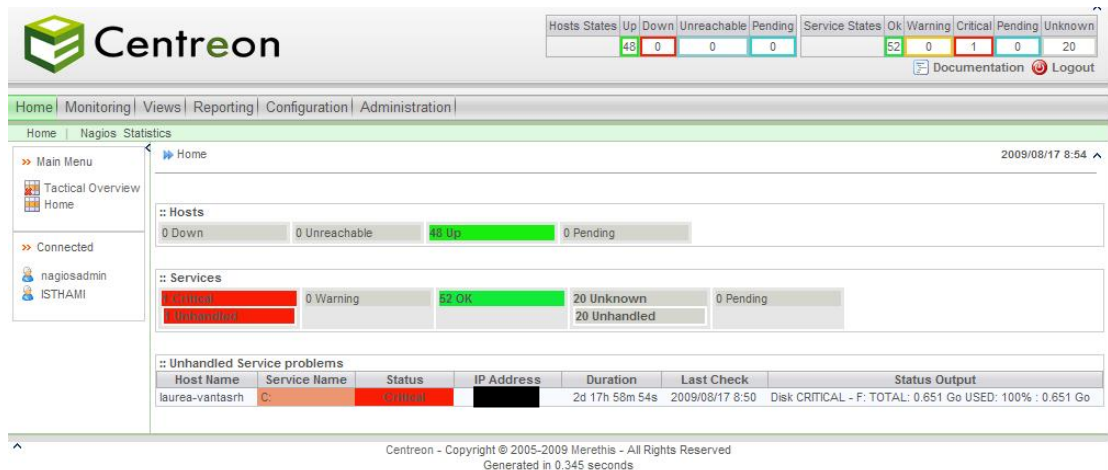 Centreon
Hosts States Up Down Unreachable Pending
48 0 0 0
Service States Ok Warning Critical Pending Unknown
52 0 1 0 20
Documentation Logout
Home Monitoring Views Reporting Configuration Administration
Home | Nagios Statistics
Main Menu
Tactical Overview
Home
Connected
nagiosadmin
ISTHAMI
Home 2009/08/17 8:54
:: Hosts
0 Down 0 Unreachable 48 Up 0 Pending
:: Services
1 Critical 0 Warning 52 OK 20 Unknown 0 Pending
1 Unhandled 20 Unhandled
:: Unhandled Service problems
Host Name Service Name Status IP Address Duration Last Check Status Output
laurea-vantasrh C: Critical 2d 17h 58m 54s 2009/08/17 8:50 Disk CRITICAL - F: TOTAL: 0.651 Go USED: 100% : 0.651 Go
Centreon - Copyright © 2005-2009 Merethis - All Rights Reserved
Generated in 0.345 seconds